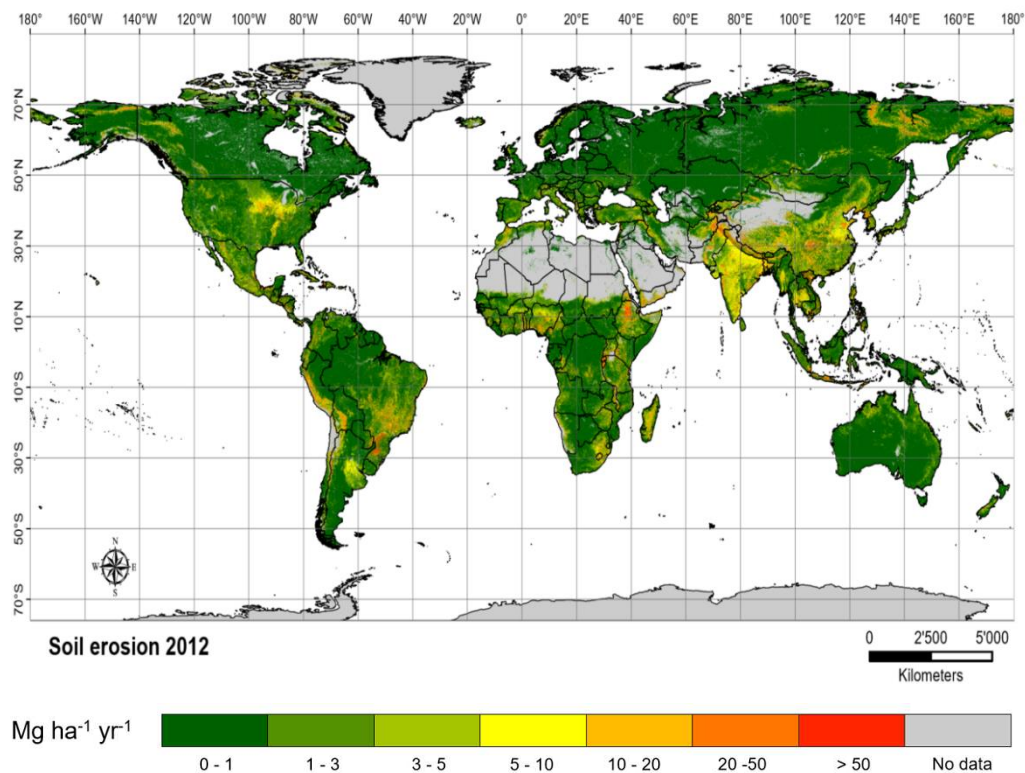 180° 160° 140° 120° 100° 80° 60° 40° 20° 0° 20°E 40°E 60°E 80°E 100°E 120°E 140°E 160°E 180°
70°N
50°N
30°N
10°N
10°S
30°S
50°S
70°S
N
W E
S
Soil erosion 2012
0 2'500 5'000
Kilometers
Mg ha⁻¹ yr⁻¹
0 - 1 1 - 3 3 - 5 5 - 10 10 - 20 20 -50 > 50 No data